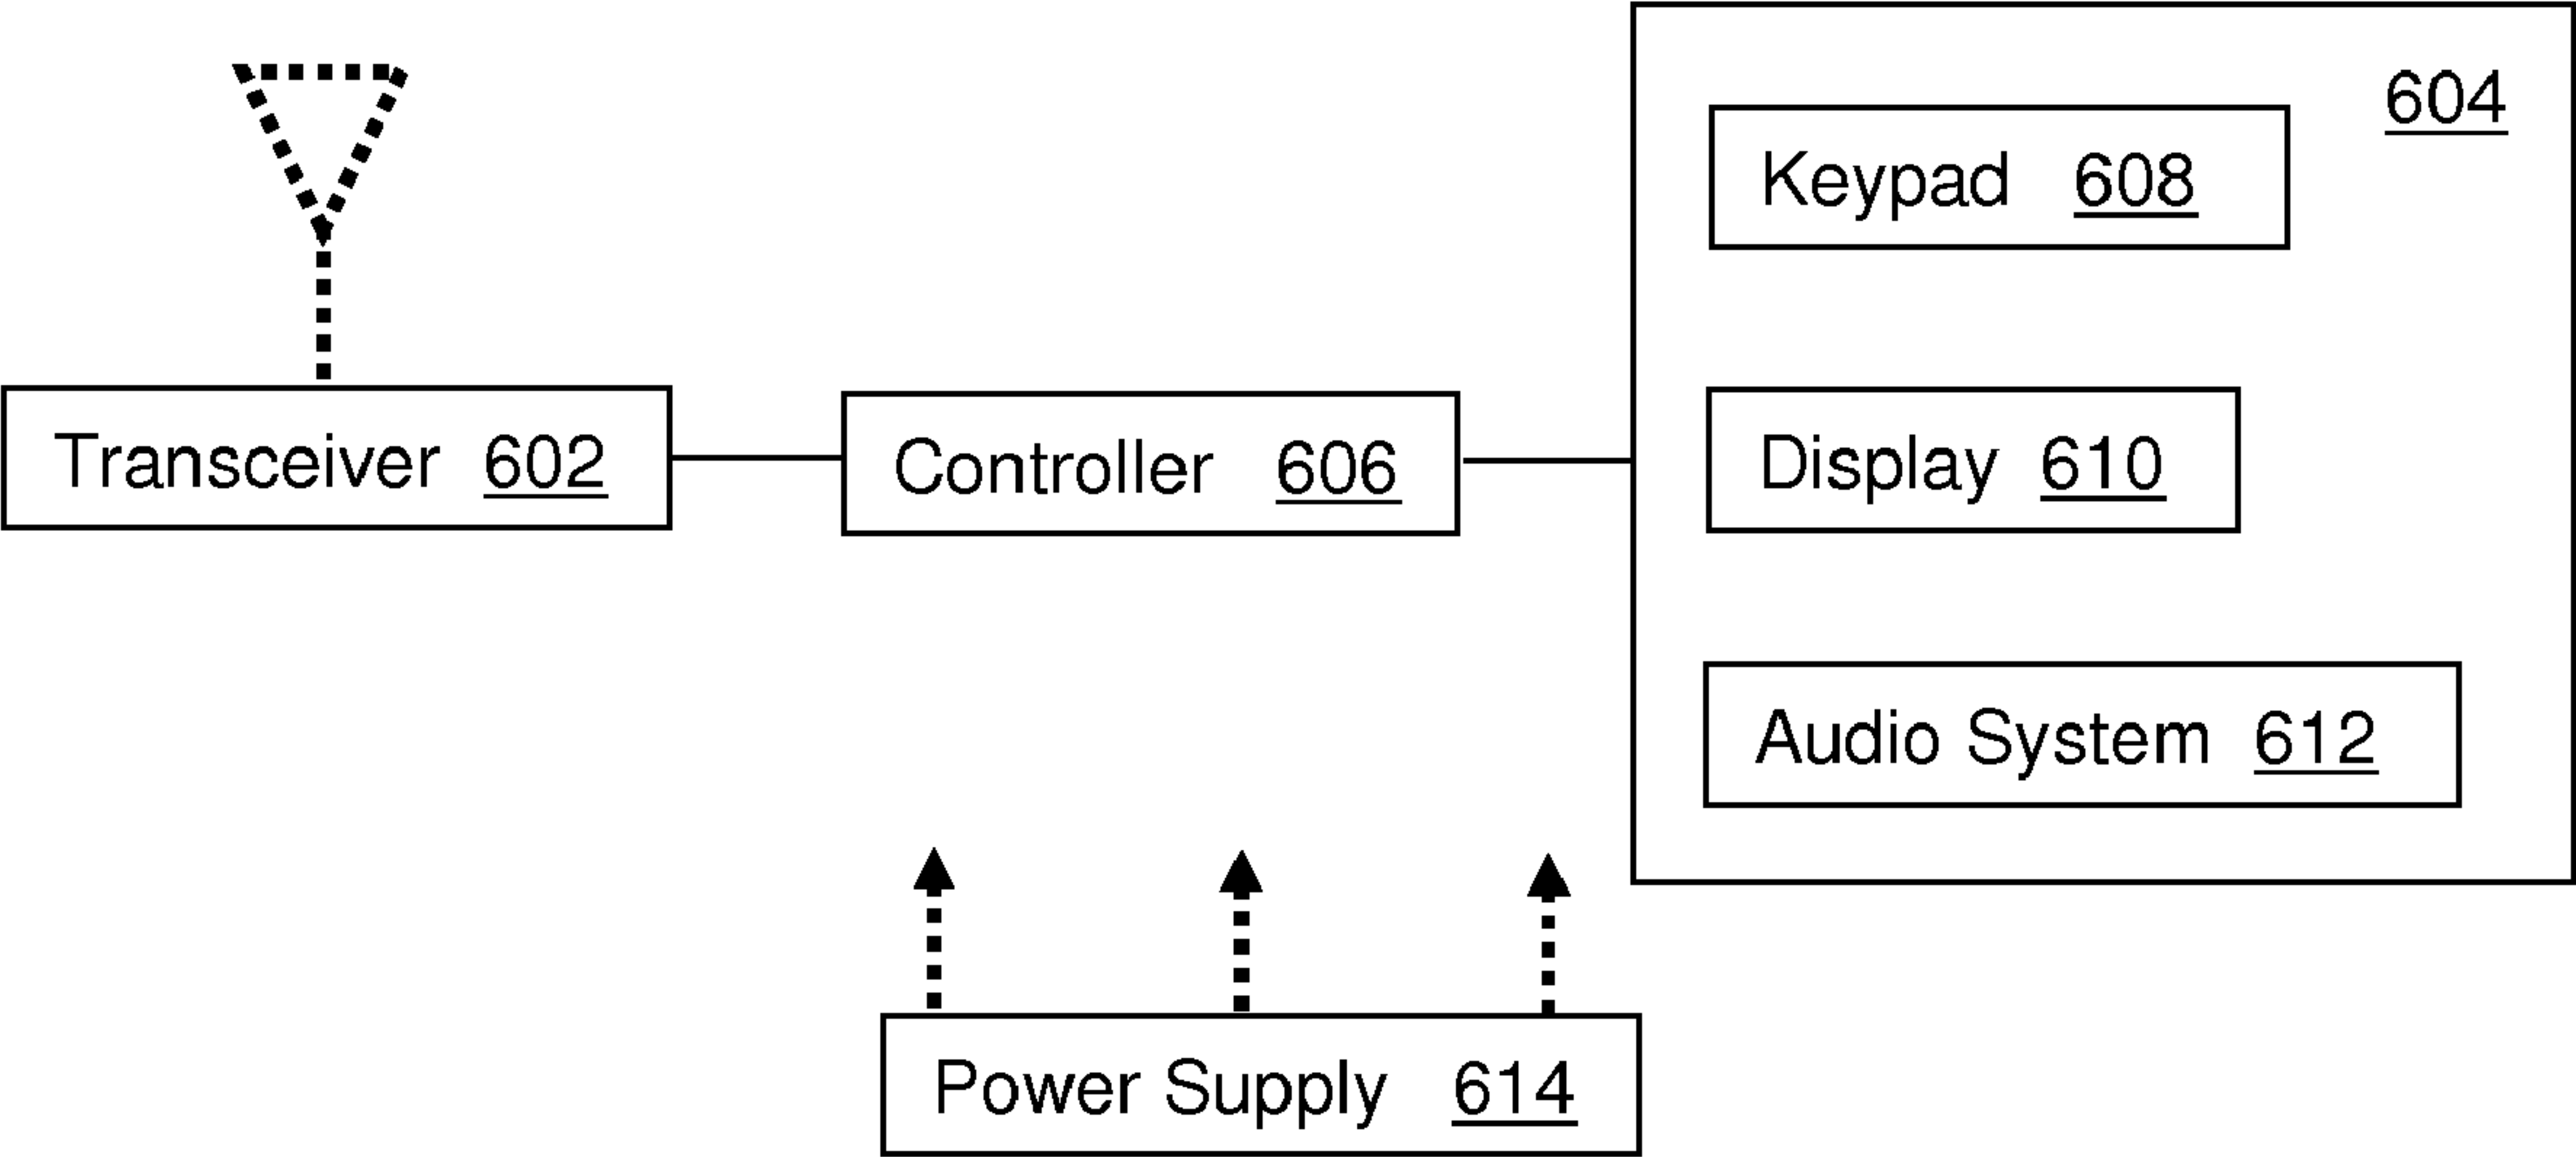 604
Keypad 608
Transceiver 602
Controller 606
Display 610
Audio System 612
Power Supply 614